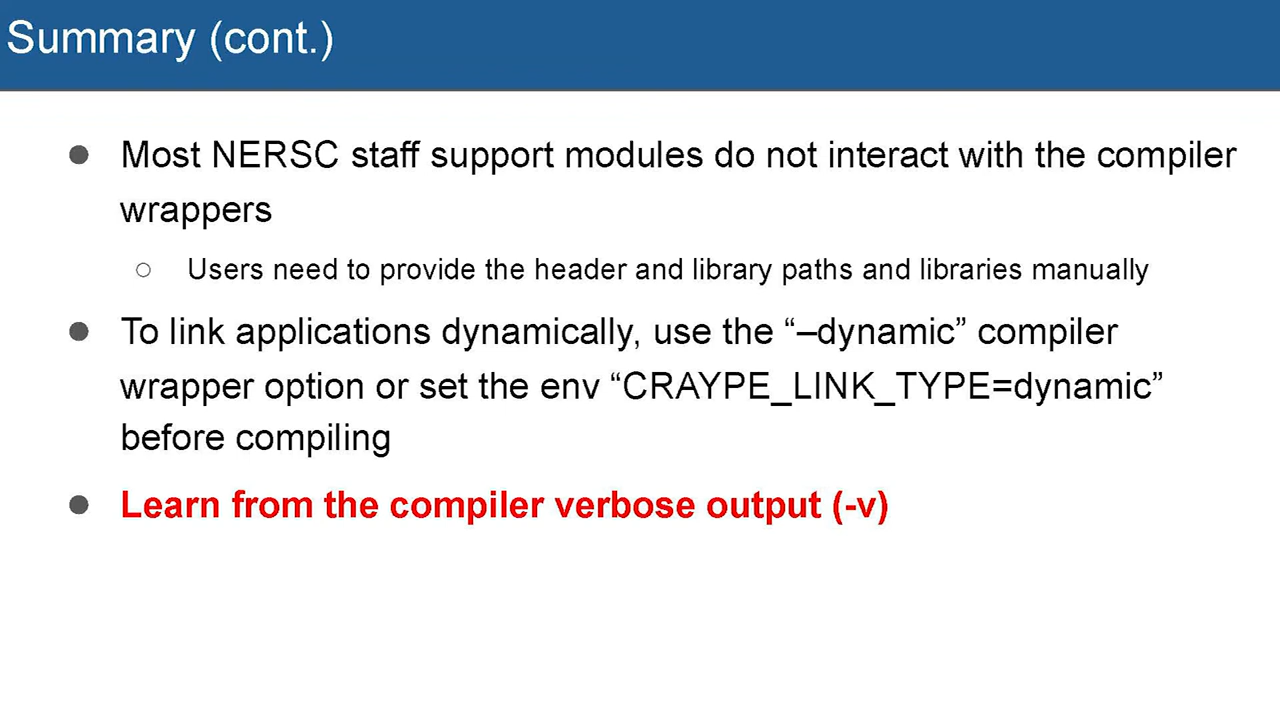 Summary (cont.)
● Most NERSC staff support modules do not interact with the compiler
wrappers
○ Users need to provide the header and library paths and libraries manually
● To link applications dynamically, use the “–dynamic” compiler
wrapper option or set the env “CRAYPE_LINK_TYPE=dynamic”
before compiling
● Learn from the compiler verbose output (-v)